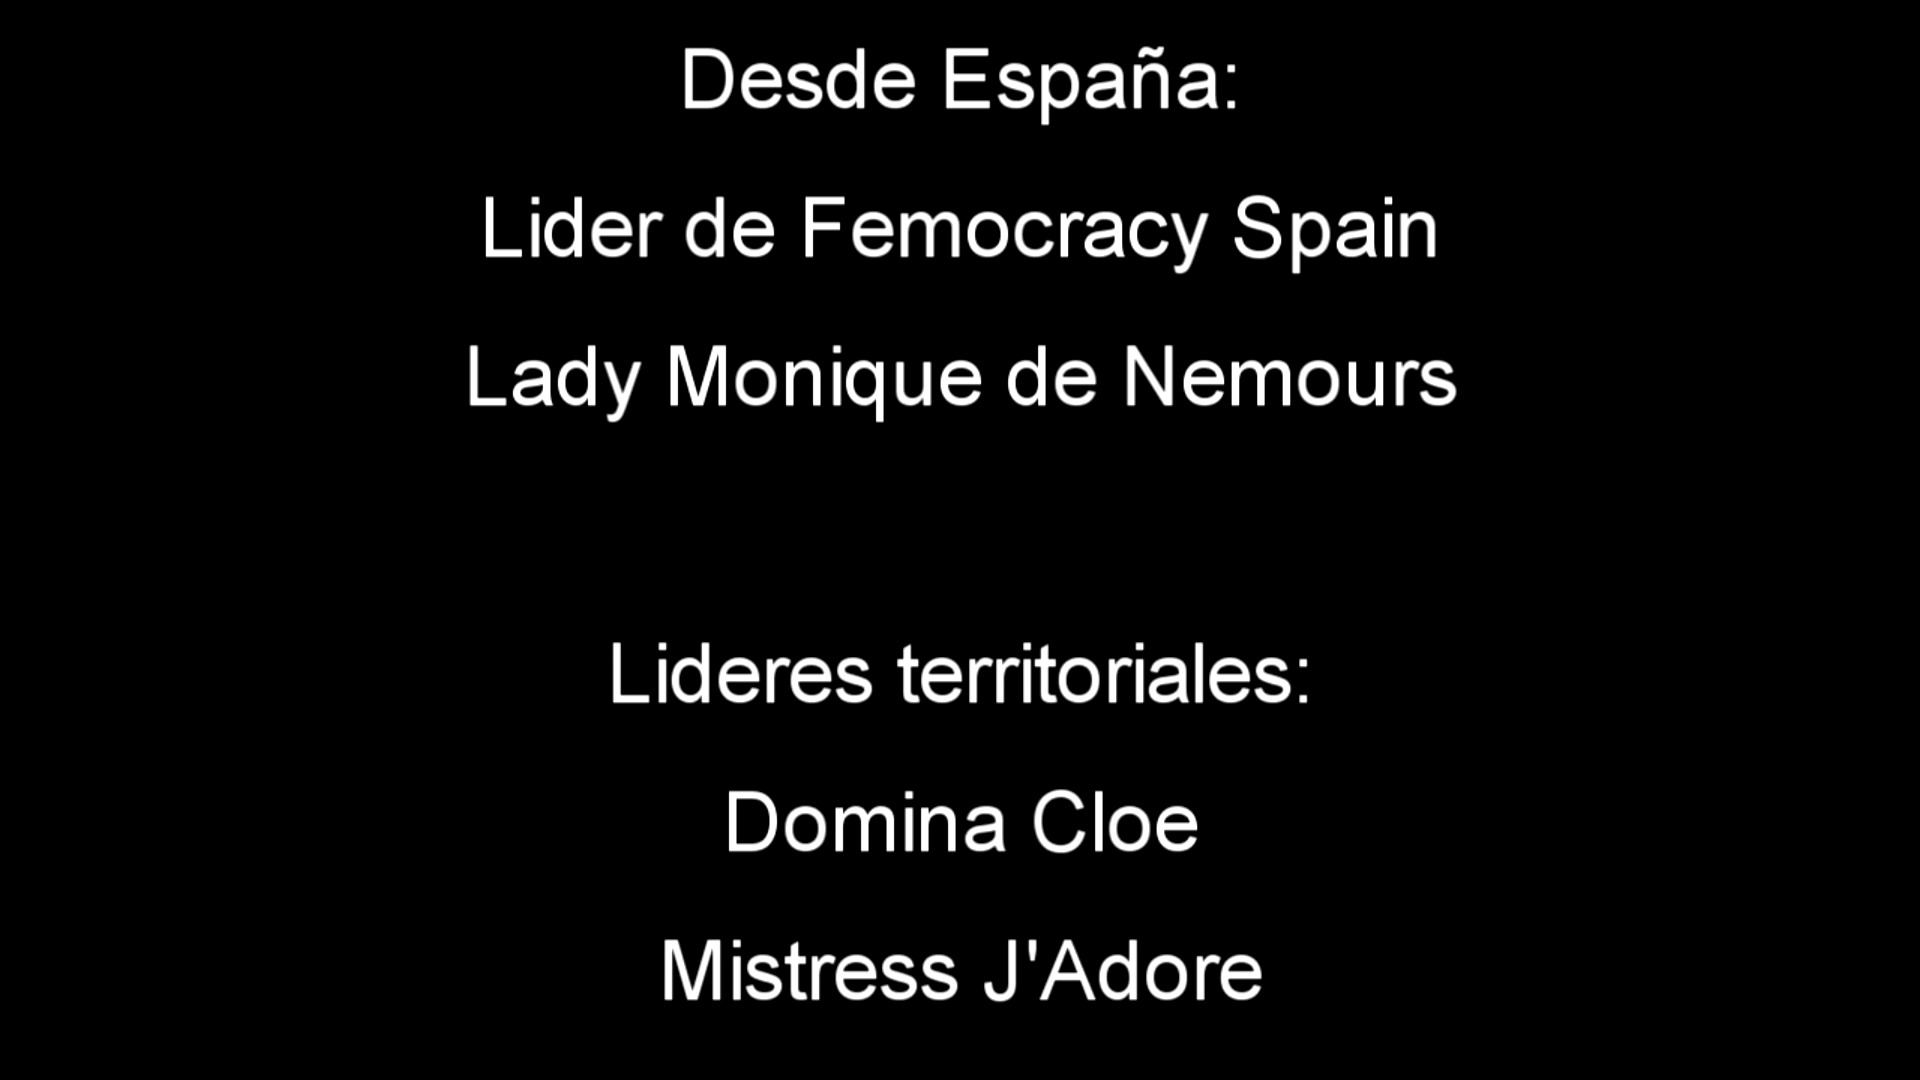 Desde España:
Lider de Femocracy Spain
Lady Monique de Nemours
Lideres territoriales:
Domina Cloe
Mistress J'Adore